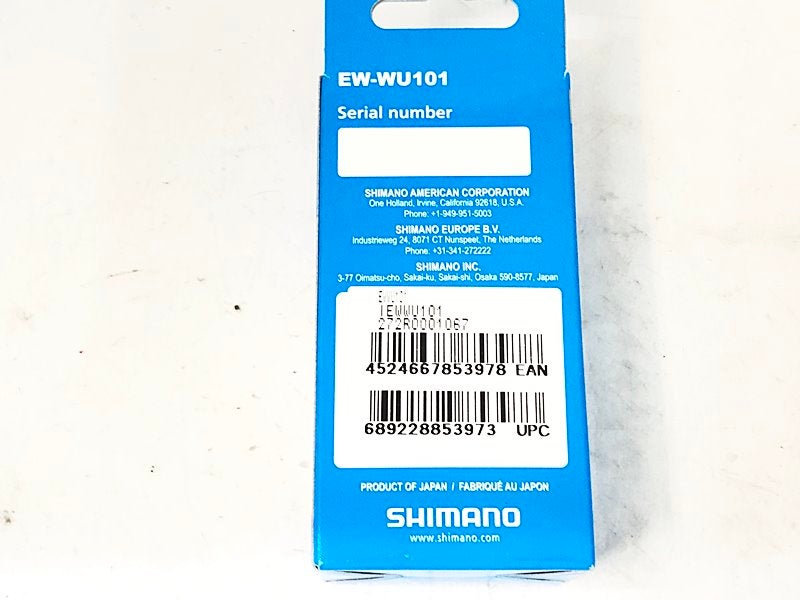 EW-WU101
Serial number
SHIMANO AMERICAN CORPORATION
One Holland, Irvine, California 92618, U.S.A.
Phone: +1-949-951-5003
SHIMANO EUROPE B.V.
Industrieweg 24, 8071 CT Nunspeet, The Netherlands
Phone: +31-341-272222
SHIMANO INC.
3-77 Oimatsu-cho, Sakai-ku, Sakai-shi, Osaka 590-8577, Japan
EWWU101
IEWWU101
272R0001067
4524667853978 EAN
689228853973 UPC
PRODUCT OF JAPAN / FABRIQUÉ AU JAPON
SHIMANO
www.shimano.com